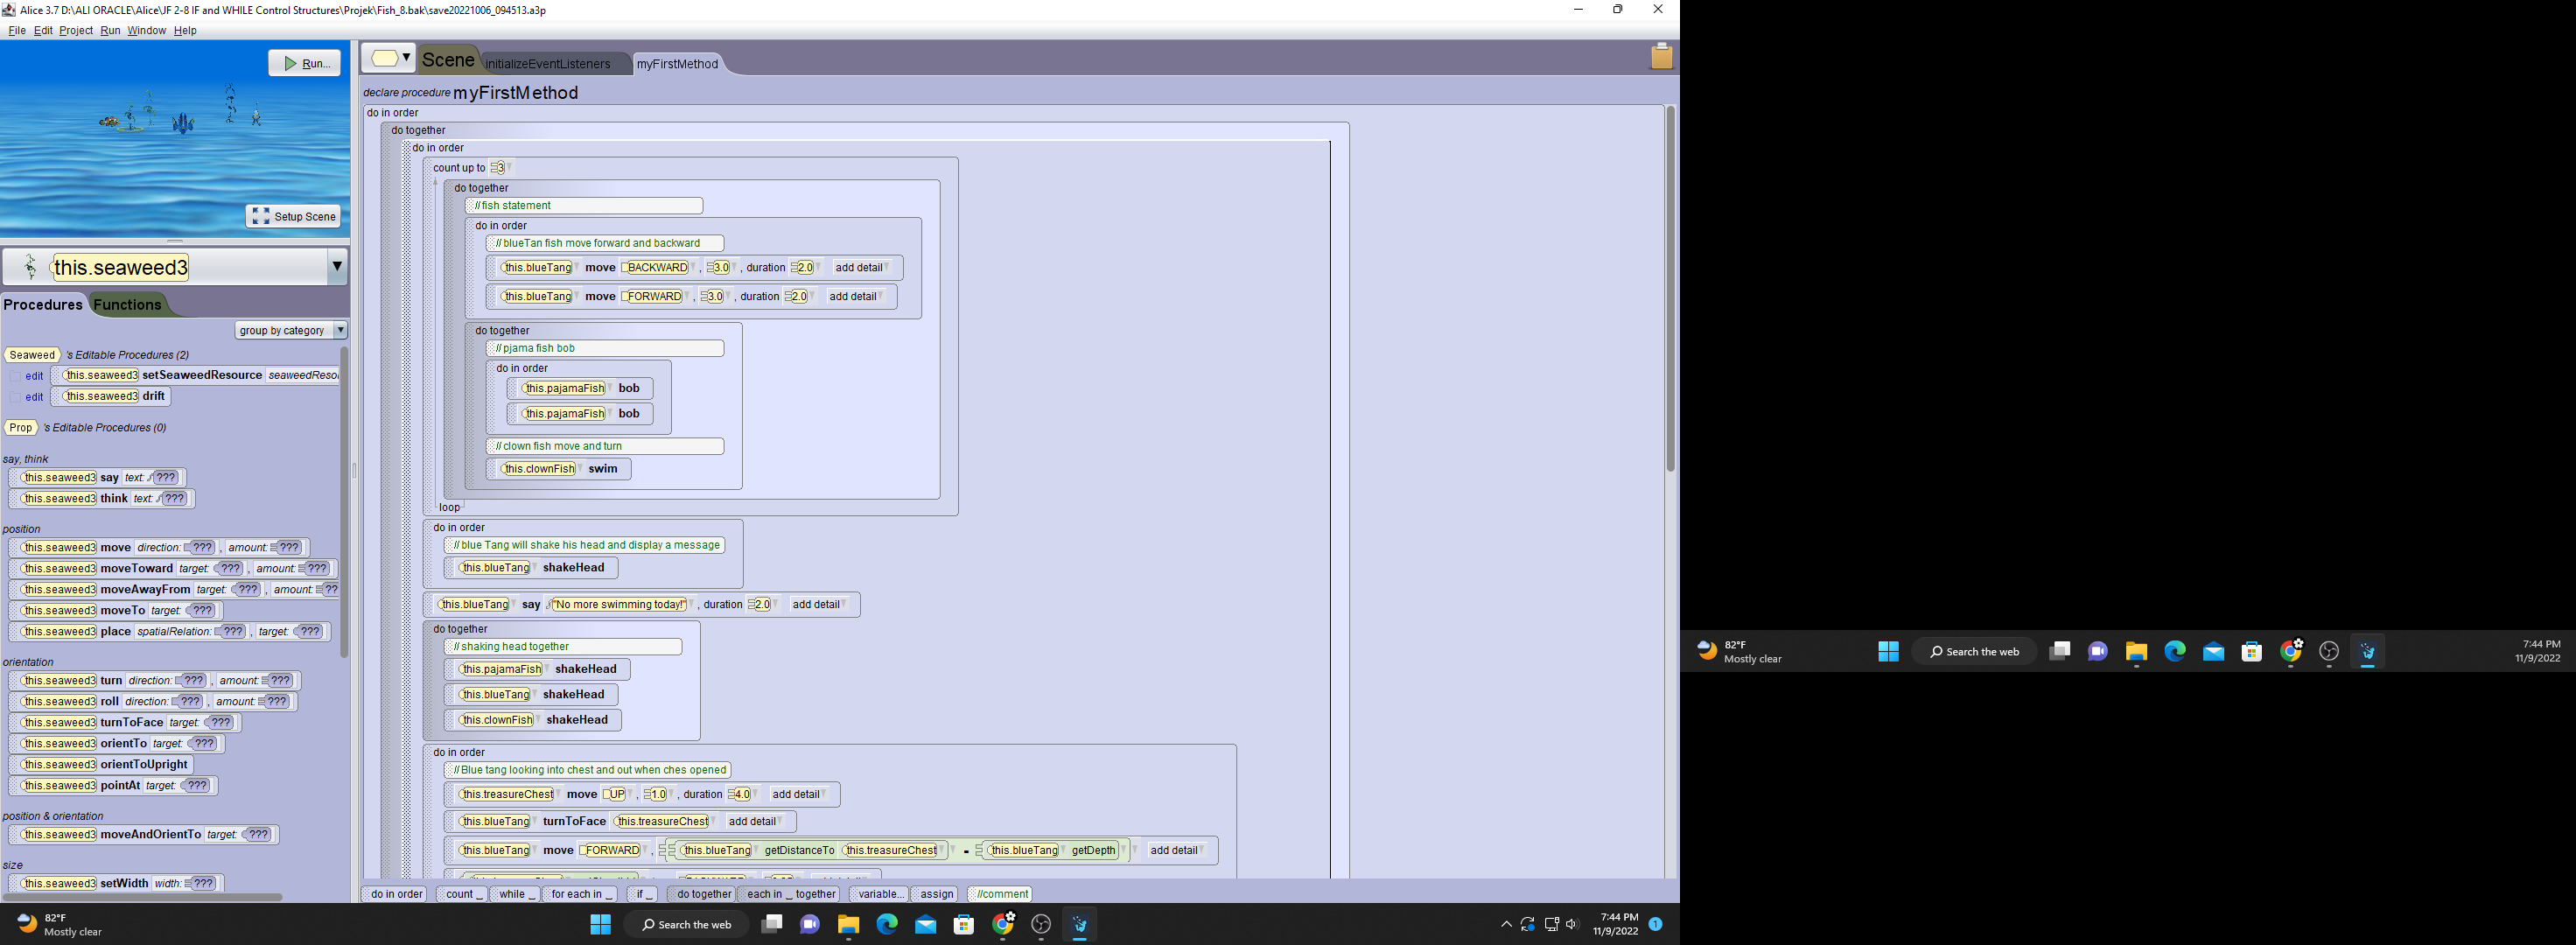 Alice 3.7 D:\ALI ORACLE\Alice\JF 2-8 IF and WHILE Control Structures\Projek\Fish_8.bak\save20221006_094513.a3p
File Edit Project Run Window Help
Run...
Setup Scene
this.seaweed3
Procedures Functions
group by category
Seaweed 's Editable Procedures (2)
edit this.seaweed3 setSeaweedResource
edit this.seaweed3 drift
Prop 's Editable Procedures (0)
say, think
this.seaweed3 say text: ???
this.seaweed3 think text: ???
position
this.seaweed3 move direction: ??? , amount: ???
this.seaweed3 moveToward target: ??? , amount: ???
this.seaweed3 moveAwayFrom target: ??? , amount: ??
this.seaweed3 moveTo target: ???
this.seaweed3 place spatialRelation: ??? , target: ???
orientation
this.seaweed3 turn direction: ??? , amount: ???
this.seaweed3 roll direction: ??? , amount: ???
this.seaweed3 turnToFace target: ???
this.seaweed3 orientTo target: ???
this.seaweed3 orientToUpright
this.seaweed3 pointAt target: ???
position & orientation
this.seaweed3 moveAndOrientTo target: ???
size
this.seaweed3 setWidth width: ???
Scene initializeEventListeners myFirstMethod
declare procedure myFirstMethod
do in order
do together
do in order
count up to 3
do together
//fish statement
do in order
// blueTan fish move forward and backward
this.blueTang move BACKWARD , 3.0 , duration 2.0 add detail
this.blueTang move FORWARD , 3.0 , duration 2.0 add detail
do together
// pjama fish bob
do in order
this.pajamaFish bob
this.pajamaFish bob
// clown fish move and turn
this.clownFish swim
loop
do in order
// blue Tang will shake his head and display a message
this.blueTang shakeHead
this.blueTang say "No more swimming today!" , duration 2.0 add detail
do together
// shaking head together
this.pajamaFish shakeHead
this.blueTang shakeHead
this.clownFish shakeHead
do in order
// Blue tang looking into chest and out when ches opened
this.treasureChest move UP , 1.0 , duration 4.0 add detail
this.blueTang turnToFace this.treasureChest add detail
this.blueTang move FORWARD , this.blueTang getDistanceTo this.treasureChest - this.blueTang getDepth add detail
do in order count _ while _ for each in _ if _ do together each in _ together variable... assign //comment
82°F
Mostly clear
Search the web
7:44 PM
11/9/2022
1
82°F
Mostly clear
Search the web
7:44 PM
11/9/2022